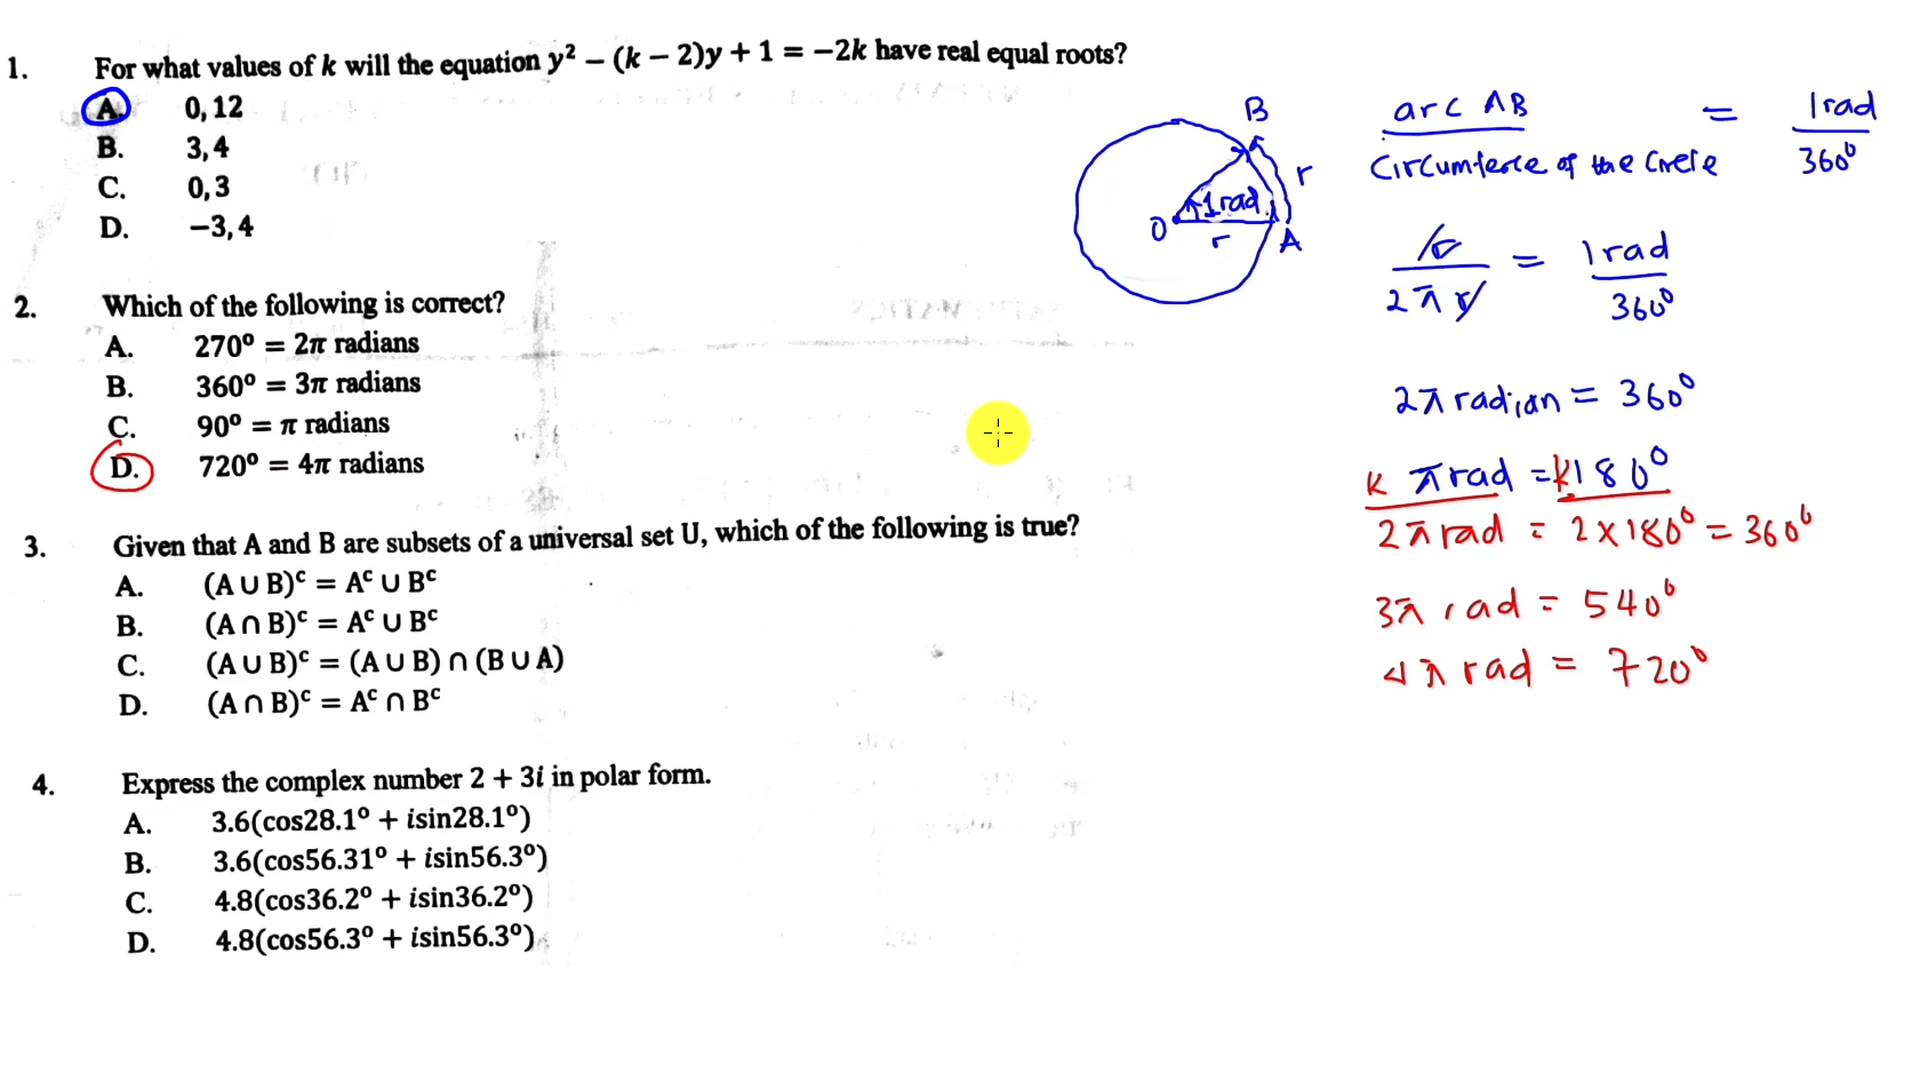 1. For what values of k will the equation y² − (k − 2)y + 1 = −2k have real equal roots?
A. 0, 12
B. 3, 4
C. 0, 3
D. −3, 4
2. Which of the following is correct?
A. 270° = 2π radians
B. 360° = 3π radians
C. 90° = π radians
D. 720° = 4π radians
3. Given that A and B are subsets of a universal set U, which of the following is true?
A. (A ∪ B)ᶜ = Aᶜ ∪ Bᶜ
B. (A ∩ B)ᶜ = Aᶜ ∪ Bᶜ
C. (A ∪ B)ᶜ = (A ∪ B) ∩ (B ∪ A)
D. (A ∩ B)ᶜ = Aᶜ ∩ Bᶜ
4. Express the complex number 2 + 3i in polar form.
A. 3.6(cos28.1° + isin28.1°)
B. 3.6(cos56.31° + isin56.3°)
C. 4.8(cos36.2° + isin36.2°)
D. 4.8(cos56.3° + isin56.3°)
B
r
1rad
O
r
A
arc AB = 1rad
of the 360°
r = 1rad
2πr 360°
2π radian = 360°
k π rad = k180°
2π rad = 2×180° = 360°
3π rad = 540°
4π rad = 720°